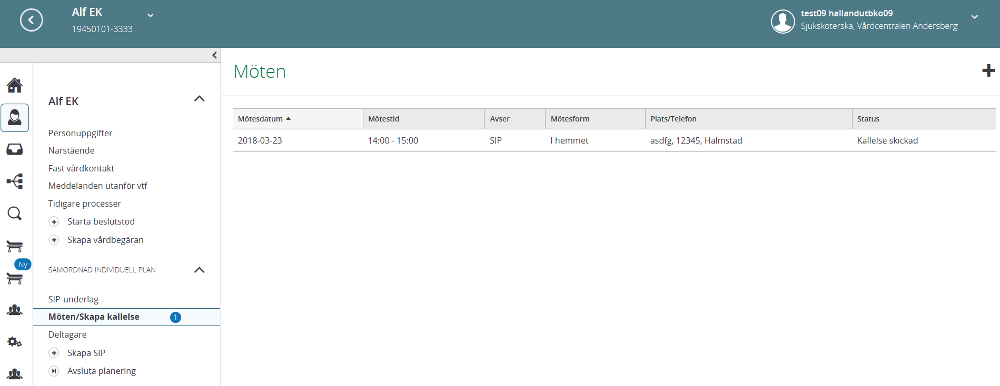 Alf EK
19450101-3333
test09 hallandutbko09
Sjuksköterska, Vårdcentralen Andersberg
Ny
Alf EK
Personuppgifter
Närstående
Fast vårdkontakt
Meddelanden utanför vtf
Tidigare processer
Starta beslutstöd
Skapa vårdbegäran
SAMORDNAD INDIVIDUELL PLAN
SIP-underlag
Möten/Skapa kallelse 1
Deltagare
Skapa SIP
Avsluta planering
Möten
Mötesdatum Mötestid Avser Mötesform Plats/Telefon Status
2018-03-23 14:00 - 15:00 SIP I hemmet asdfg, 12345, Halmstad Kallelse skickad